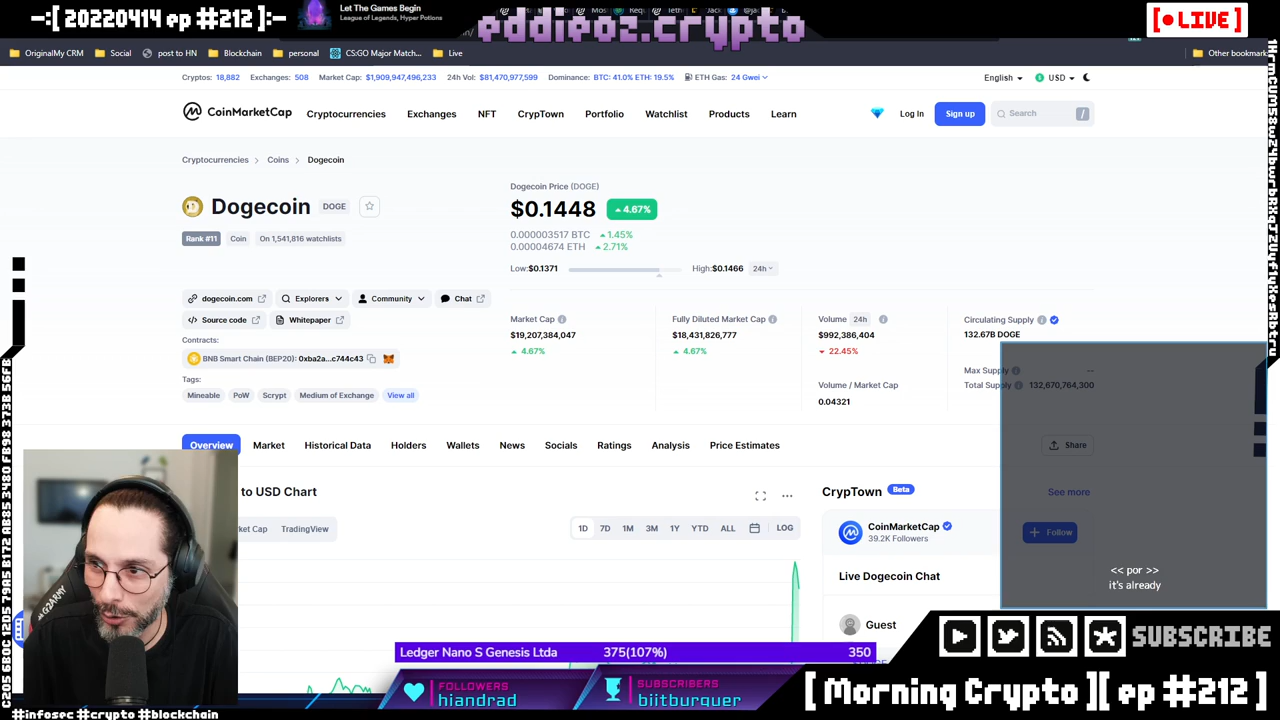 -:[ 20220414 ep #212 ]:-
Let The Games Begin
League of Legends, Hyper Potions
eddieoz.crypto
[ • LIVE ]
OriginalMy CRM
Social
post to HN
Blockchain
personal
CS:GO Major Match...
Live
Other bookmark
Cryptos: 18,882 Exchanges: 508 Market Cap: $1,909,947,496,233 24h Vol: $81,470,977,599 Dominance: BTC: 41.0% ETH: 19.5% ETH Gas: 24 Gwei
English USD
CoinMarketCap Cryptocurrencies Exchanges NFT CrypTown Portfolio Watchlist Products Learn
Log In Sign up Search /
Cryptocurrencies > Coins > Dogecoin
Dogecoin DOGE
Rank #11 Coin On 1,541,816 watchlists
Dogecoin Price (DOGE)
$0.1448 4.67%
0.000003517 BTC 1.45%
0.00004674 ETH 2.71%
Low:$0.1371 High:$0.1466 24h
dogecoin.com Explorers Community Chat
Source code Whitepaper
Contracts:
BNB Smart Chain (BEP20): 0xba2a...c744c43
Tags:
Mineable PoW Scrypt Medium of Exchange View all
Market Cap
$19,207,384,047
4.67%
Fully Diluted Market Cap
$18,431,826,777
4.67%
Volume 24h
$992,386,404
22.45%
Volume / Market Cap
0.04321
Circulating Supply
132.67B DOGE
Max Supply --
Total Supply 132,670,764,300
Overview Market Historical Data Holders Wallets News Socials Ratings Analysis Price Estimates
Share
to USD Chart
ket Cap TradingView
1D 7D 1M 3M 1Y YTD ALL LOG
CrypTown Beta
See more
CoinMarketCap
39.2K Followers
+ Follow
Live Dogecoin Chat
Guest
<< por >>
it's already
SUBSCRIBE
Ledger Nano S Genesis Ltda 375(107%) 350
FOLLOWERS
hiandrad
SUBSCRIBERS
biitburguer
[ Morning Crypto ][ ep #212 ]
#infosec #crypto #blockchain